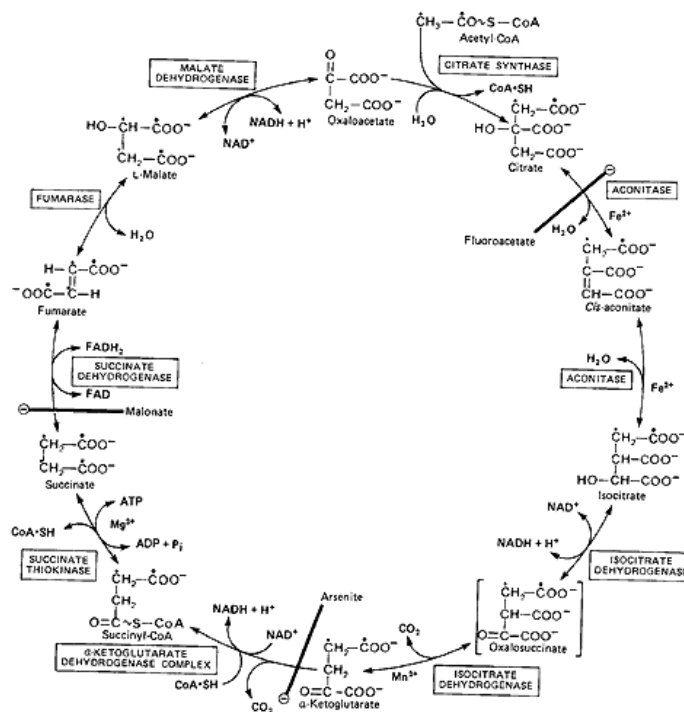 *CH₃—*CO~S—CoA
Acetyl-CoA
CITRATE SYNTHASE
CoA•SH
H₂O
O
COO⁻
COO⁻
Oxaloacetate
MALATE
DEHYDROGENASE
NADH + H⁺
NAD⁺
HO—CH—COO⁻
CH₂—COO⁻
L-Malate
FUMARASE
H₂O
H—C—COO⁻
⁻OOC—C—H
Fumarate
FADH₂
SUCCINATE
DEHYDROGENASE
FAD
Malonate
CH₂—COO⁻
CH₂—COO⁻
Succinate
ATP
Mg²⁺
CoA•SH
ADP + Pᵢ
SUCCINATE
THIOKINASE
CH₂—COO⁻
CH₂
O=C~S—CoA
Succinyl-CoA
α-KETOGLUTARATE
DEHYDROGENASE COMPLEX
CoA•SH
NADH + H⁺
NAD⁺
CO₂
Arsenite
CH₂—COO⁻
CH₂
O=C—COO⁻
α-Ketoglutarate
CO₂
Mn²⁺
ISOCITRATE
DEHYDROGENASE
CH₂—COO⁻
CH—COO⁻
O=C—COO⁻
Oxalosuccinate
NAD⁺
NADH + H⁺
ISOCITRATE
DEHYDROGENASE
CH₂—COO⁻
CH—COO⁻
HO—CH—COO⁻
Isocitrate
H₂O
ACONITASE
Fe²⁺
CH₂—COO⁻
C—COO⁻
CH—COO⁻
Cis-aconitate
Fluoroacetate
H₂O
Fe²⁺
ACONITASE
CH₂—COO⁻
HO—C—COO⁻
CH₂—COO⁻
Citrate